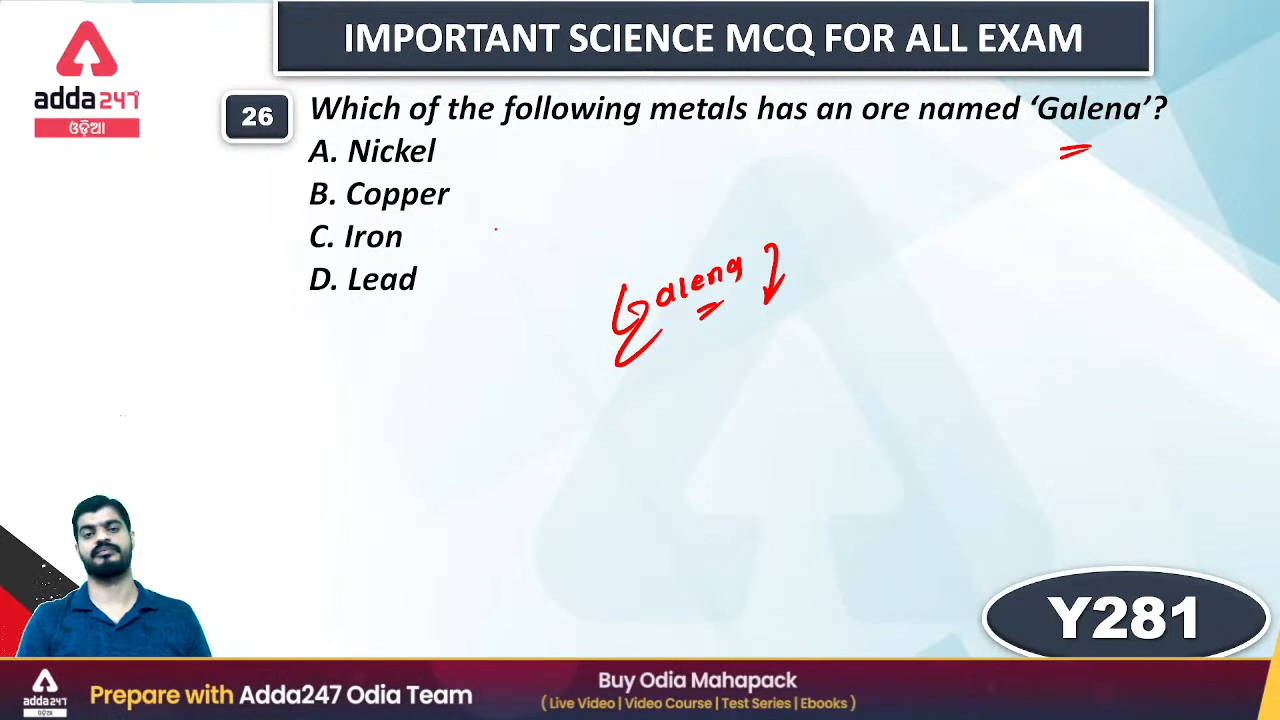 IMPORTANT SCIENCE MCQ FOR ALL EXAM
adda247
ଓଡ଼ିଆ
26 Which of the following metals has an ore named ‘Galena’?
A. Nickel
B. Copper
C. Iron
D. Lead
Galena
Y281
adda247
ଓଡ଼ିଆ
Prepare with Adda247 Odia Team
Buy Odia Mahapack
( Live Video | Video Course | Test Series | Ebooks )